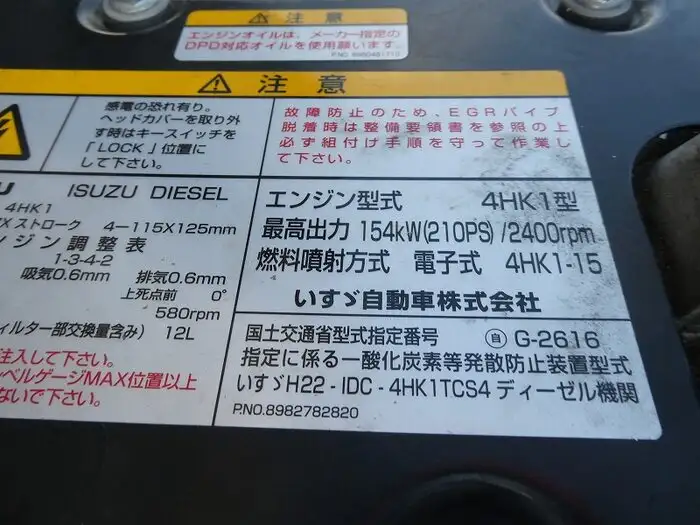 注意
エンジンオイルは、メーカー指定の
DPD対応オイルを使用願います。
P.NO. 8980481710
注意
感電の恐れ有り。
ヘッドカバーを取り外
す時はキースイッチを
「LOCK」位置に
して下さい。
故障防止のため、EGRパイプ
脱着時は整備要領書を参照の上
必ず組付け手順を守って作業し
て下さい。
U ISUZU DIESEL
4HK1
Xストローク 4-115X125mm
ンジン調整表
1-3-4-2
吸気0.6mm 排気0.6mm
上死点前 0°
580rpm
ィルター部交換量含み) 12L
注入して下さい。
ベルゲージMAX位置以上
ないで下さい。
エンジン型式 4HK1型
最高出力 154kW(210PS)/2400rpm
燃料噴射方式 電子式 4HK1-15
いすゞ自動車株式会社
国土交通省型式指定番号 自 G-2616
指定に係る一酸化炭素等発散防止装置型式
いすゞH22-IDC-4HK1TCS4ディーゼル機関
P.NO.8982782820